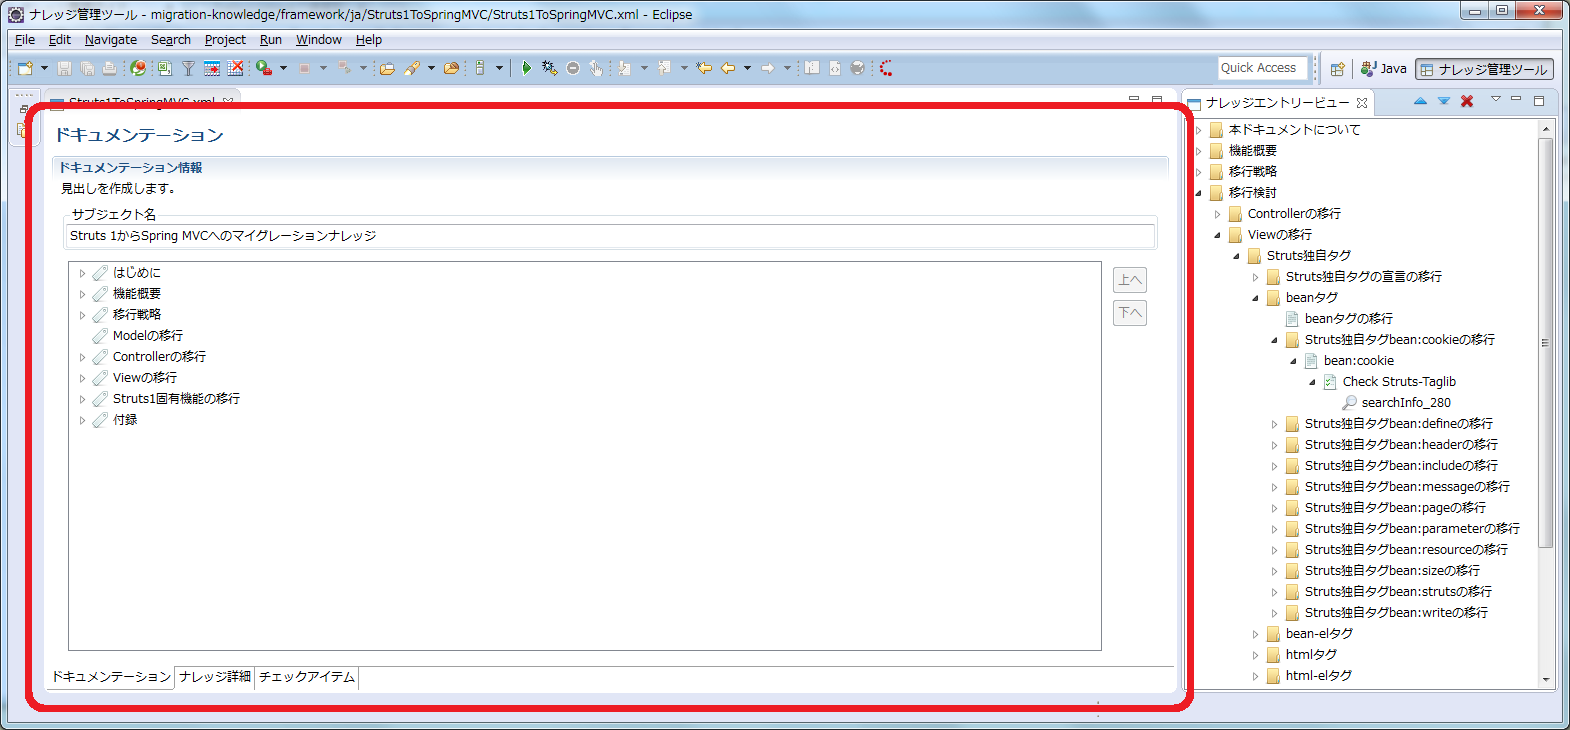 ナレッジ管理ツール - migration-knowledge/framework/ja/Struts1ToSpringMVC/Struts1ToSpringMVC.xml - Eclipse
File Edit Navigate Search Project Run Window Help
Quick Access
Java
ナレッジ管理ツール
Struts1ToSpringMVC.xml
ドキュメンテーション
ドキュメンテーション情報
見出しを作成します。
サブジェクト名
Struts 1からSpring MVCへのマイグレーションナレッジ
はじめに
機能概要
移行戦略
Modelの移行
Controllerの移行
Viewの移行
Struts1固有機能の移行
付録
上へ
下へ
ドキュメンテーション ナレッジ詳細 チェックアイテム
ナレッジエントリービュー
本ドキュメントについて
機能概要
移行戦略
移行検討
Controllerの移行
Viewの移行
Struts独自タグ
Struts独自タグの宣言の移行
beanタグ
beanタグの移行
Struts独自タグbean:cookieの移行
bean:cookie
Check Struts-Taglib
searchInfo_280
Struts独自タグbean:defineの移行
Struts独自タグbean:headerの移行
Struts独自タグbean:includeの移行
Struts独自タグbean:messageの移行
Struts独自タグbean:pageの移行
Struts独自タグbean:parameterの移行
Struts独自タグbean:resourceの移行
Struts独自タグbean:sizeの移行
Struts独自タグbean:strutsの移行
Struts独自タグbean:writeの移行
bean-elタグ
htmlタグ
html-elタグ